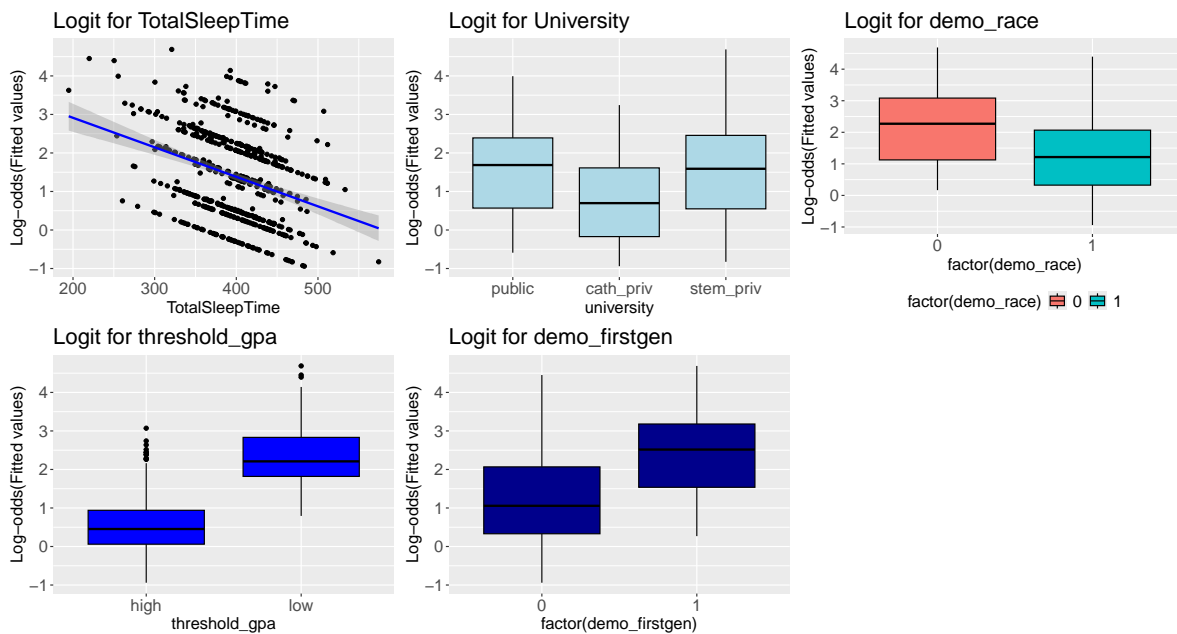 Logit for TotalSleepTime
Log−odds(Fitted values)
4
3
2
1
0
−1
200 300 400 500
TotalSleepTime
Logit for University
Log−odds(Fitted values)
4
3
2
1
0
−1
public cath_priv stem_priv
university
Logit for demo_race
Log−odds(Fitted values)
4
3
2
1
0
−1
0 1
factor(demo_race)
factor(demo_race) 0 1
Logit for threshold_gpa
Log−odds(Fitted values)
4
3
2
1
0
−1
high low
threshold_gpa
Logit for demo_firstgen
Log−odds(Fitted values)
4
3
2
1
0
−1
0 1
factor(demo_firstgen)